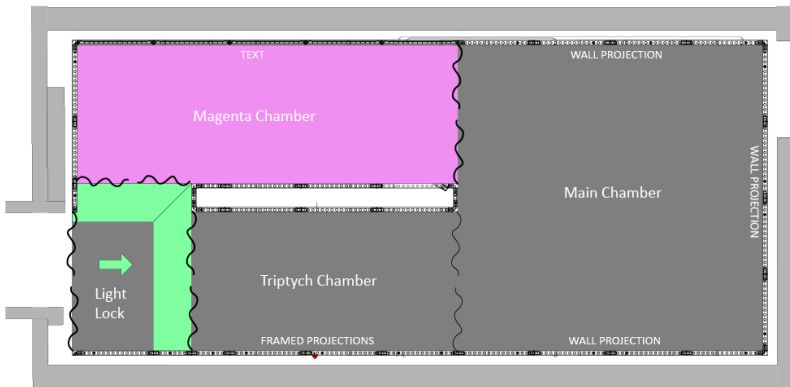 TEXT
WALL PROJECTION
Magenta Chamber
WALL PROJECTION
Main Chamber
Triptych Chamber
Light
Lock
FRAMED PROJECTIONS
WALL PROJECTION